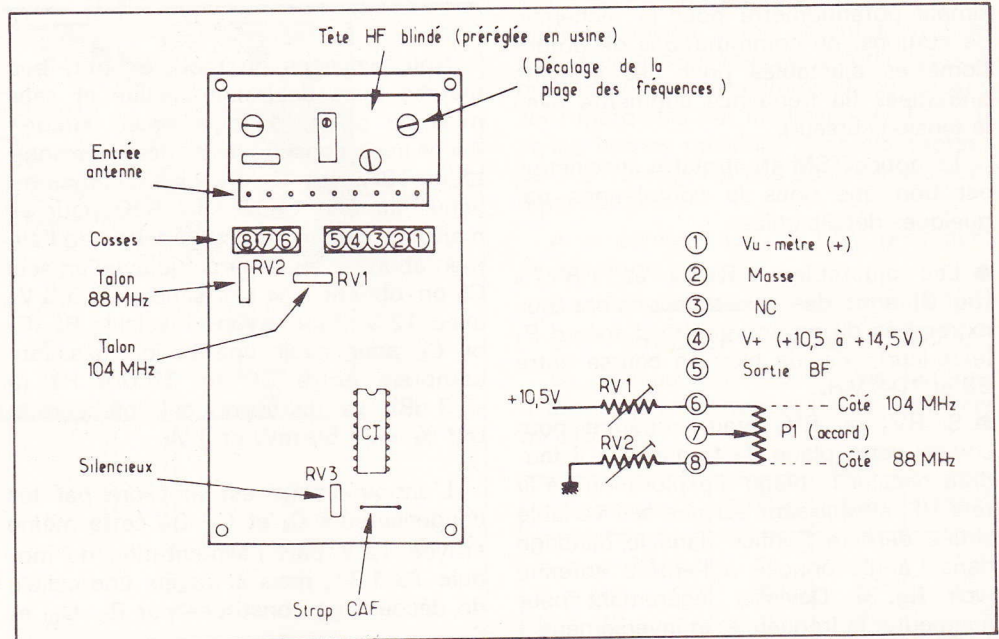 Tête HF blindé (préréglée en usine)
(Décalage de la
plage des fréquences)
Entrée
antenne
Cosses
8 7 6 5 4 3 2 1
Talon
88 MHz
RV2
RV1
Talon
104 MHz
CI
Silencieux
RV3
Strap CAF
1 Vu-mètre (+)
2 Masse
3 NC
4 V+ (+10,5 à +14,5V)
5 Sortie BF
+10,5V
RV1
6
Côté 104 MHz
7
P1 (accord)
RV2
8
Côté 88 MHz